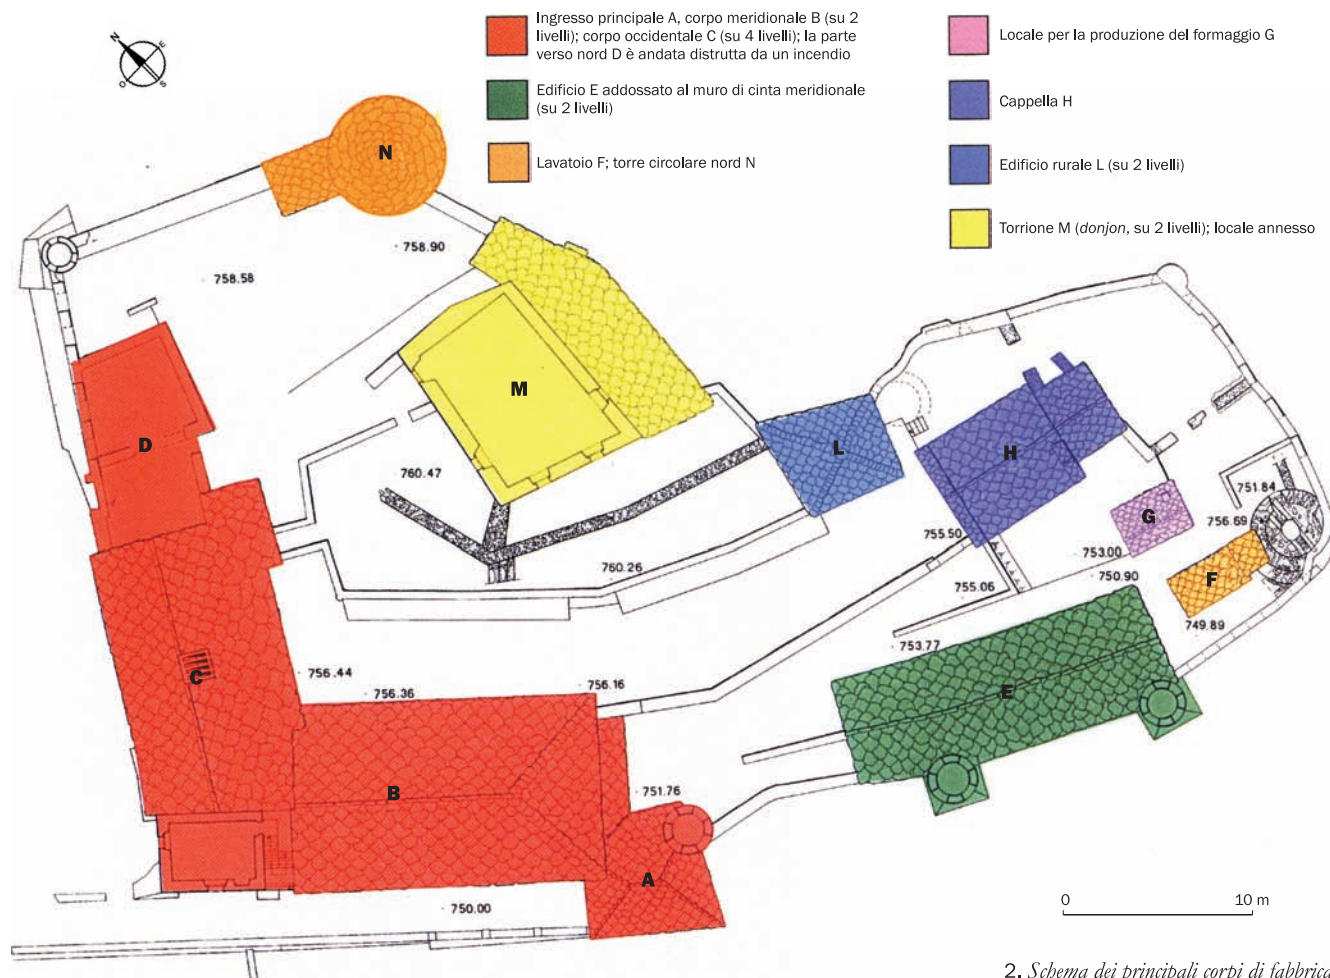 Ingresso principale A, corpo meridionale B (su 2
livelli); corpo occidentale C (su 4 livelli); la parte
verso nord D è andata distrutta da un incendio
Edificio E addossato al muro di cinta meridionale
(su 2 livelli)
Lavatoio F; torre circolare nord N
Locale per la produzione del formaggio G
Cappella H
Edificio rurale L (su 2 livelli)
Torrione M (donjon, su 2 livelli); locale annesso
N
E
O
S
N
758.90
758.58
M
D
L
H
760.47
751.84
G
756.69
755.50
753.00
760.26
750.90
F
755.06
749.89
753.77
C
756.44
756.36
756.16
E
B
751.76
A
750.00
0 10 m
2. Schema dei principali corpi di fabbrica